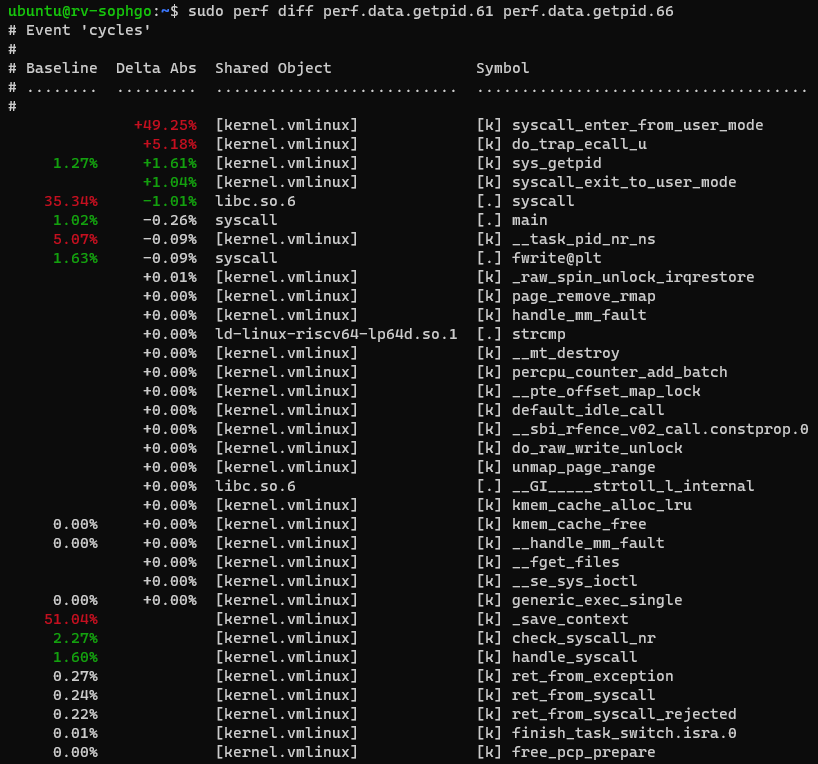 ubuntu@rv-sophgo:~$ sudo perf diff perf.data.getpid.61 perf.data.getpid.66
# Event 'cycles'
#
# Baseline  Delta Abs  Shared Object               Symbol
# ........  .........  ...........................  .....................................
#
              +49.25%  [kernel.vmlinux]             [k] syscall_enter_from_user_mode
               +5.18%  [kernel.vmlinux]             [k] do_trap_ecall_u
     1.27%     +1.61%  [kernel.vmlinux]             [k] sys_getpid
               +1.04%  [kernel.vmlinux]             [k] syscall_exit_to_user_mode
    35.34%     -1.01%  libc.so.6                    [.] syscall
     1.02%     -0.26%  syscall                      [.] main
     5.07%     -0.09%  [kernel.vmlinux]             [k] __task_pid_nr_ns
     1.63%     -0.09%  syscall                      [.] fwrite@plt
               +0.01%  [kernel.vmlinux]             [k] _raw_spin_unlock_irqrestore
               +0.00%  [kernel.vmlinux]             [k] page_remove_rmap
               +0.00%  [kernel.vmlinux]             [k] handle_mm_fault
               +0.00%  ld-linux-riscv64-lp64d.so.1  [.] strcmp
               +0.00%  [kernel.vmlinux]             [k] __mt_destroy
               +0.00%  [kernel.vmlinux]             [k] percpu_counter_add_batch
               +0.00%  [kernel.vmlinux]             [k] __pte_offset_map_lock
               +0.00%  [kernel.vmlinux]             [k] default_idle_call
               +0.00%  [kernel.vmlinux]             [k] __sbi_rfence_v02_call.constprop.0
               +0.00%  [kernel.vmlinux]             [k] do_raw_write_unlock
               +0.00%  [kernel.vmlinux]             [k] unmap_page_range
               +0.00%  libc.so.6                    [.] __GI_____strtoll_l_internal
               +0.00%  [kernel.vmlinux]             [k] kmem_cache_alloc_lru
     0.00%     +0.00%  [kernel.vmlinux]             [k] kmem_cache_free
     0.00%     +0.00%  [kernel.vmlinux]             [k] __handle_mm_fault
               +0.00%  [kernel.vmlinux]             [k] __fget_files
               +0.00%  [kernel.vmlinux]             [k] __se_sys_ioctl
     0.00%     +0.00%  [kernel.vmlinux]             [k] generic_exec_single
    51.04%             [kernel.vmlinux]             [k] _save_context
     2.27%             [kernel.vmlinux]             [k] check_syscall_nr
     1.60%             [kernel.vmlinux]             [k] handle_syscall
     0.27%             [kernel.vmlinux]             [k] ret_from_exception
     0.24%             [kernel.vmlinux]             [k] ret_from_syscall
     0.22%             [kernel.vmlinux]             [k] ret_from_syscall_rejected
     0.01%             [kernel.vmlinux]             [k] finish_task_switch.isra.0
     0.00%             [kernel.vmlinux]             [k] free_pcp_prepare